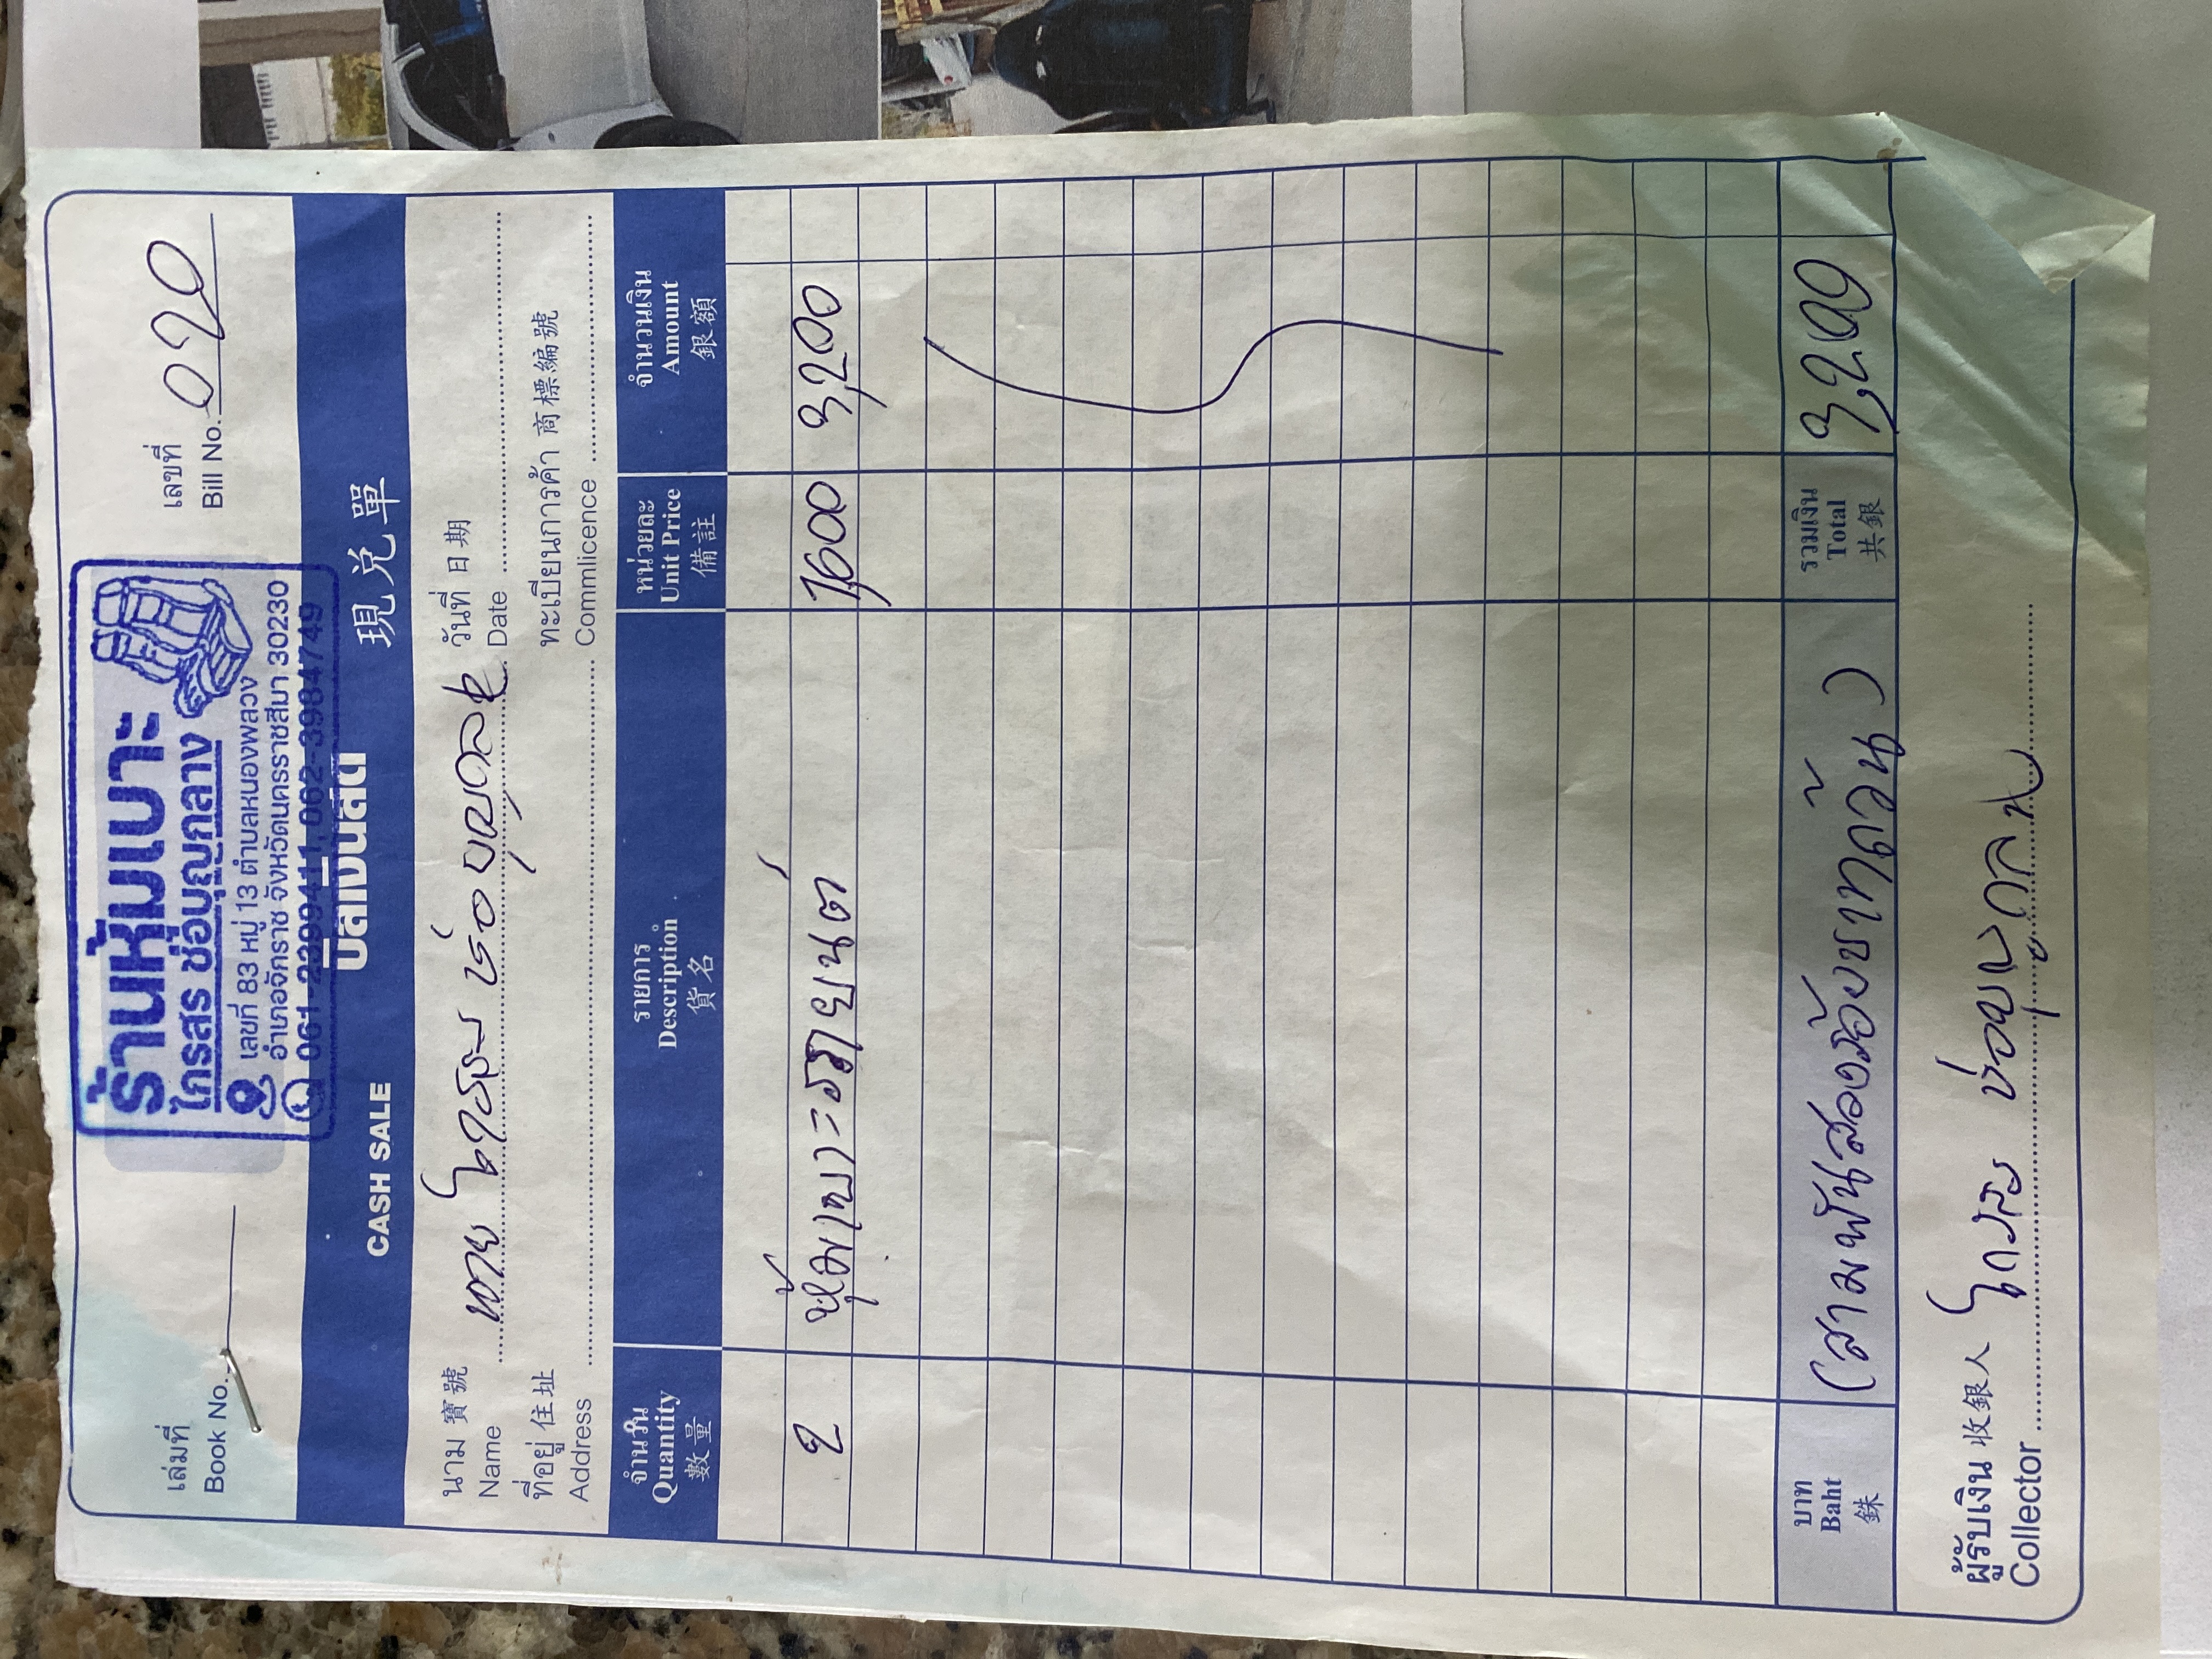 ร้านหุ้มเบาะ
ไกรสร ช่อบุญกลาง
เลขที่ 83 หมู่ 13 ตำบลหนองพลวง
อำเภอจักราช จังหวัดนครราชสีมา 30230
061-2399411,062-3984749
เล่มที่
Book No.
เลขที่
Bill No. 020
CASH SALE บิลเงินสด 現兑單
นาม 寶號 วันที่ 日期
Name นาย ไกรสร ช่อบุญกลาง Date
ที่อยู่ 住址 ทะเบียนการค้า 商標編號
Address Commlicence
จำนวน รายการ หน่วยละ จำนวนเงิน
Quantity Description Unit Price Amount
數量 貨名 備註 銀額
2 หุ้มเบาะรถยนต์ 1,600 3,200
บาท รวมเงิน
Baht (สามพันสองร้อยบาทถ้วน) Total 3,200
銖 共銀
ผู้รับเงิน 收銀人
Collector ไกรสร ช่อบุญกลาง